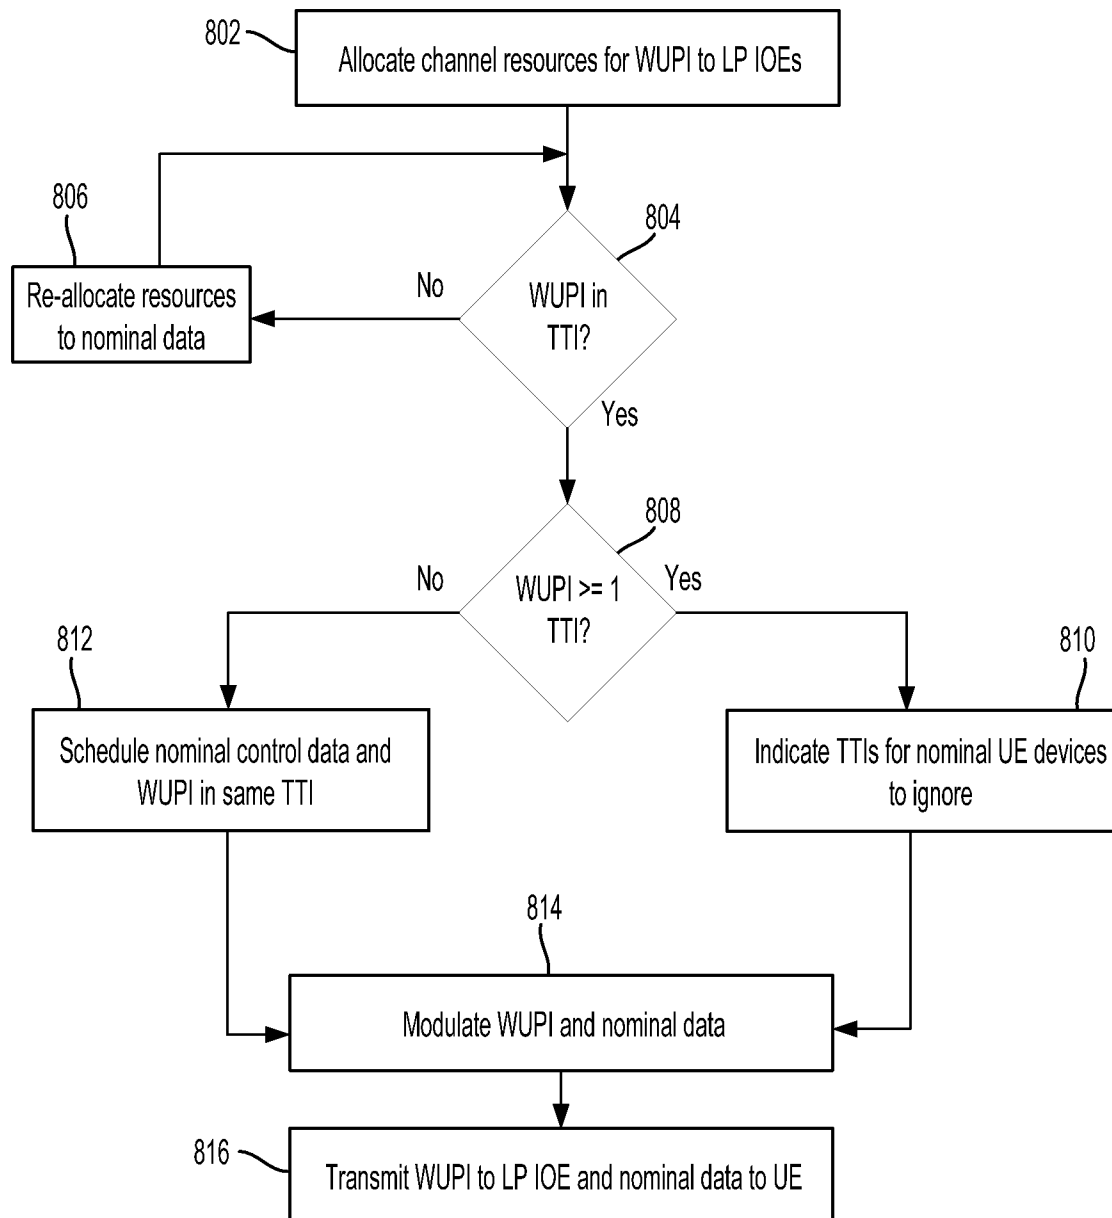 802
Allocate channel resources for WUPI to LP IOEs
806
804
Re-allocate resources
to nominal data
No
WUPI in
TTI?
Yes
808
No
WUPI >= 1
TTI?
Yes
812
810
Schedule nominal control data and
WUPI in same TTI
Indicate TTIs for nominal UE devices
to ignore
814
Modulate WUPI and nominal data
816
Transmit WUPI to LP IOE and nominal data to UE